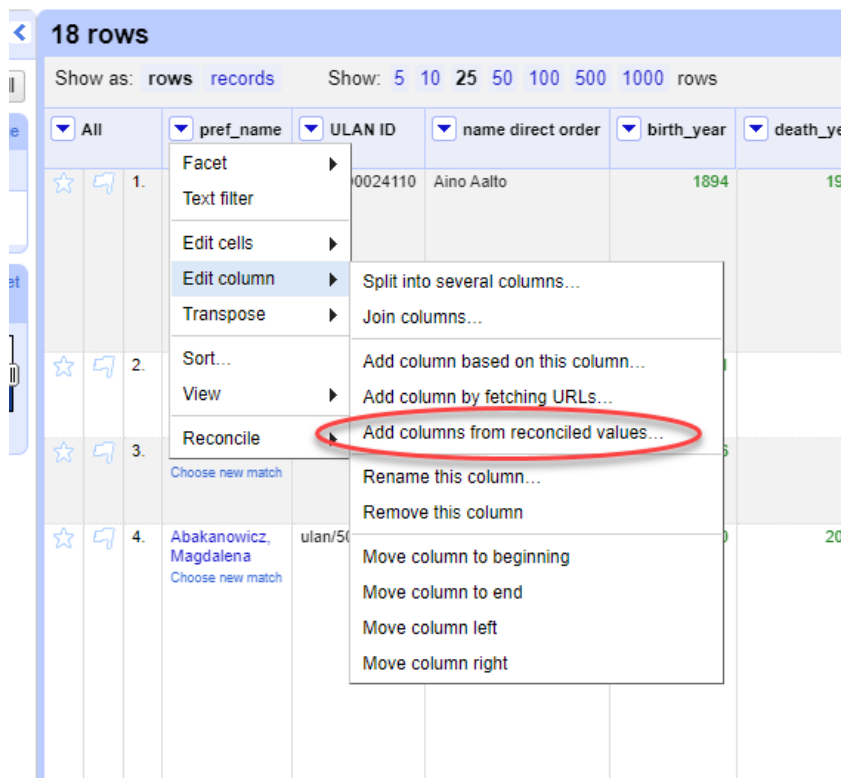 18 rows
Show as: rows records Show: 5 10 25 50 100 500 1000 rows
All pref_name ULAN ID name direct order birth_year death_ye
1. 00024110 Aino Aalto 1894 19
Facet
Text filter
Edit cells
Edit column
Transpose
Sort...
View
Reconcile
Split into several columns...
Join columns...
Add column based on this column...
Add column by fetching URLs...
Add columns from reconciled values...
Rename this column...
Remove this column
Move column to beginning
Move column to end
Move column left
Move column right
2.
3.
Choose new match
4. Abakanowicz, ulan/50 20
Magdalena
Choose new match